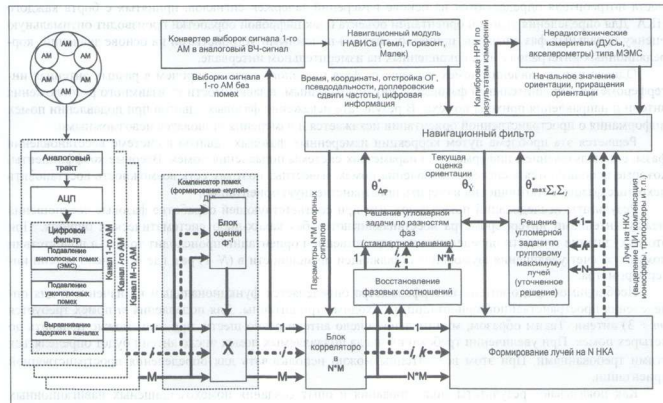 АМ
АМ
АМ
АМ
АМ
АМ
АМ
Аналоговый
тракт
АЦП
Цифровой
фильтр
Подавление
внеполосных
помех
(ЭМС)
Подавление
узкополосных
помех
Выравнивание
задержек в каналах
Канал 1-го АМ
Канал i-го АМ
Канал М-го АМ
Конвертер выборок сигнала 1-го
АМ в аналоговый ВЧ-сигнал
Выборки сигнала
1-го АМ без
помех
Компенсатор помех
(формирование «нулей»
Блок
оценки
Φ⁻¹
X
1
i
M
1
i
M
Навигационный модуль
НАВИСа (Темп, Горизонт,
Малек)
Время, координаты, отстройка ОГ,
псевдодальности, доплеровские
сдвиги частоты, цифровая
информация
Калибровка НРИ по
результатам измерений
Нерадиотехнические
измерители (ДУСы,
акселерометры) типа МЭМС
Начальное значение
ориентации, приращения
ориентации
Навигационный фильтр
Текущая
оценка
ориентации
Параметры N*M опорных
сигналов
Решение
угломерной
задачи по разностям
фаз
(стандартное решение)
1
i,
k
N*M
Восстановление
фазовых соотношений
Решение
угломерной
задачи по
групповому
максимуму
лучей
(уточненное
решение)
1
k
N
Лучи на НКА
(выделение ЦИ, компенсация
ионосферы, тропосферы и т.п.)
Блок
корреляторо
в N*M
1
i, k
N*M
Формирование лучей на N НКА